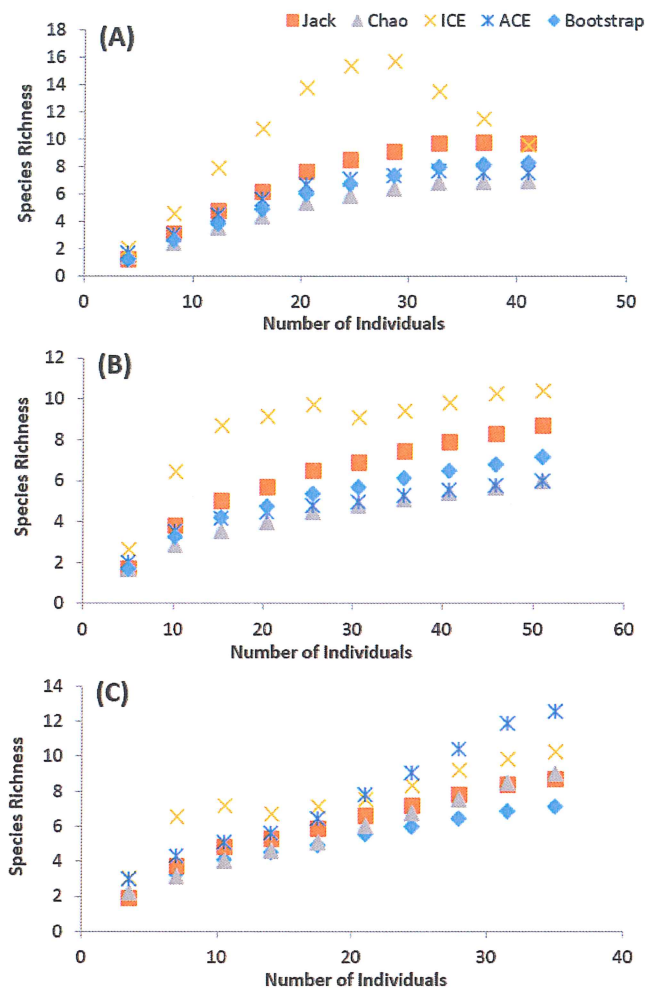 Jack Chao ICE ACE Bootstrap
(A)
Species Richness
18
16
14
12
10
8
6
4
2
0
0 10 20 30 40 50
Number of Individuals
(B)
Species Richness
12
10
8
6
4
2
0
0 10 20 30 40 50 60
Number of Individuals
(C)
Species Richness
14
12
10
8
6
4
2
0
0 10 20 30 40
Number of Individuals